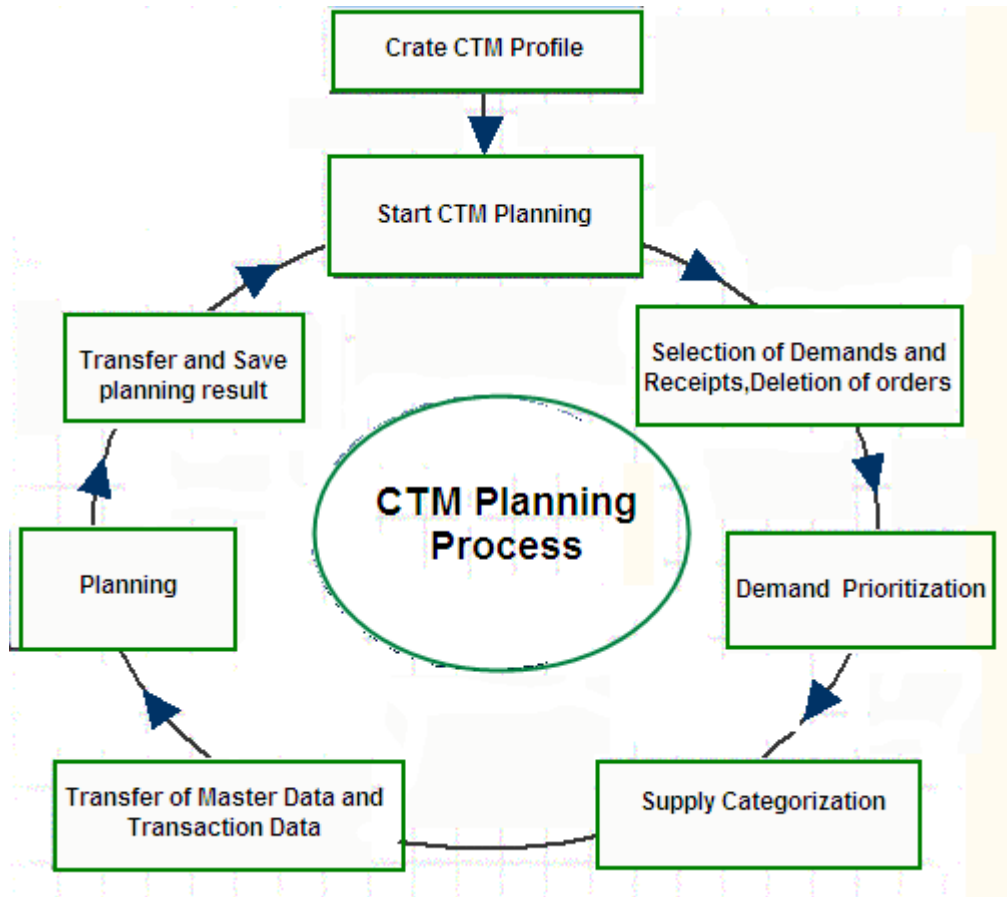 Crate CTM Profile
Start CTM Planning
Selection of Demands and
Receipts,Deletion of orders
Demand Prioritization
Supply Categorization
Transfer of Master Data and
Transaction Data
Planning
Transfer and Save
planning result
CTM Planning
Process